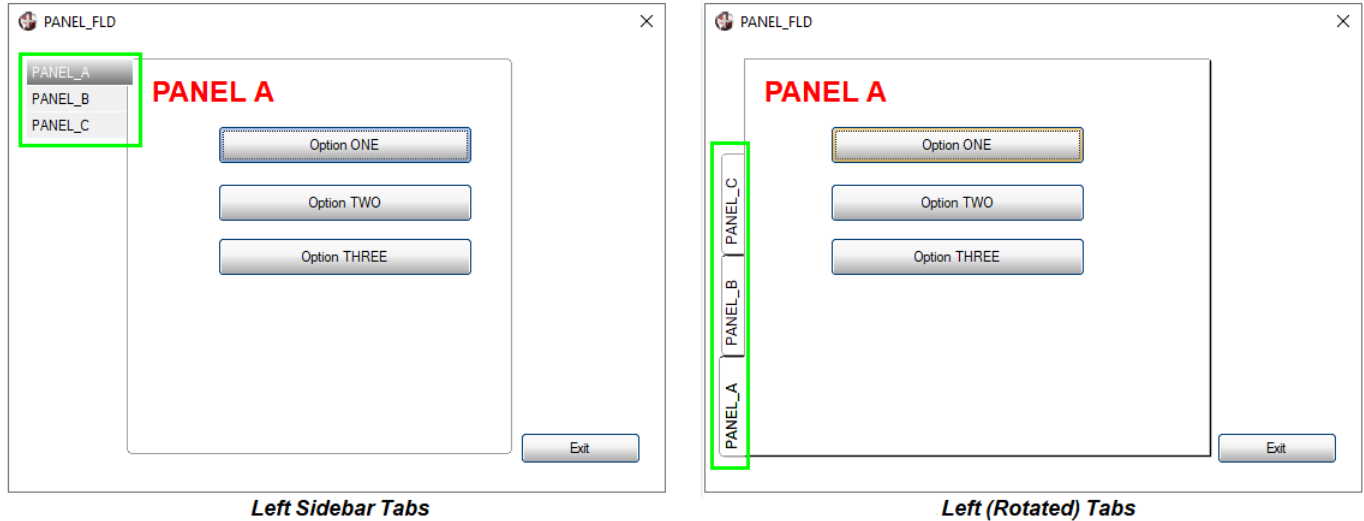 PANEL_FLD
PANEL_A
PANEL_B
PANEL_C
PANEL A
Option ONE
Option TWO
Option THREE
Exit
Left Sidebar Tabs
PANEL_FLD
PANEL A
Option ONE
Option TWO
Option THREE
PANEL_C
PANEL_B
PANEL_A
Exit
Left (Rotated) Tabs